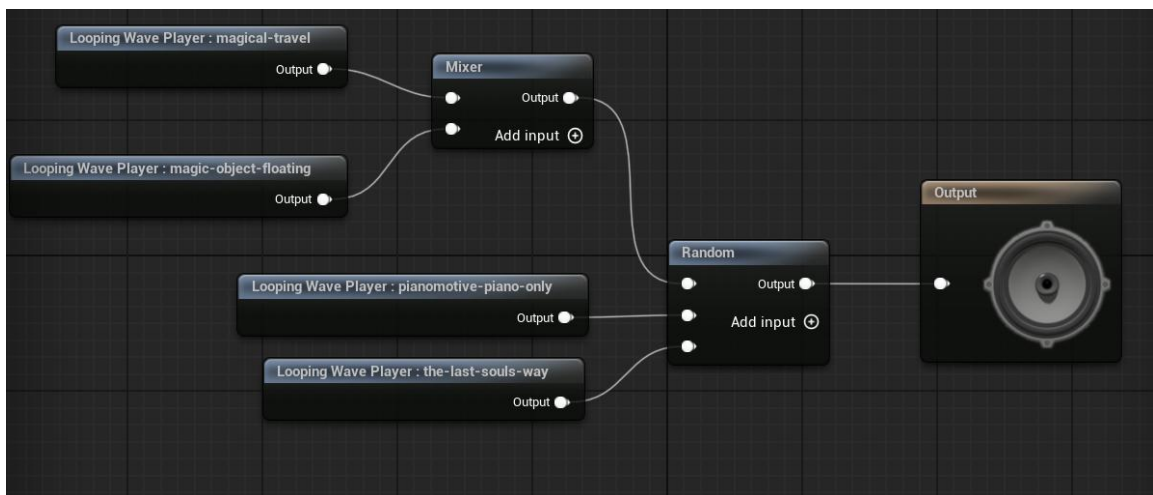 Looping Wave Player : magical-travel
Output
Mixer
Output
Add input
Looping Wave Player : magic-object-floating
Output
Output
Random
Output
Add input
Looping Wave Player : pianomotive-piano-only
Output
Looping Wave Player : the-last-souls-way
Output